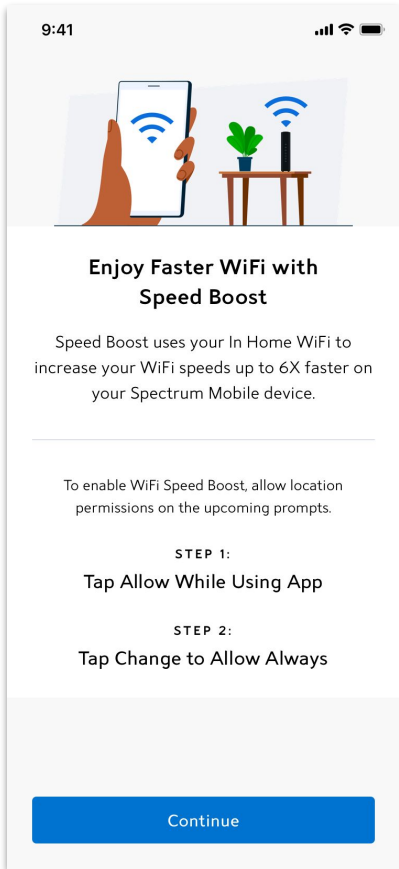 9:41
Enjoy Faster WiFi with
Speed Boost
Speed Boost uses your In Home WiFi to
increase your WiFi speeds up to 6X faster on
your Spectrum Mobile device.
To enable WiFi Speed Boost, allow location
permissions on the upcoming prompts.
STEP 1:
Tap Allow While Using App
STEP 2:
Tap Change to Allow Always
Continue